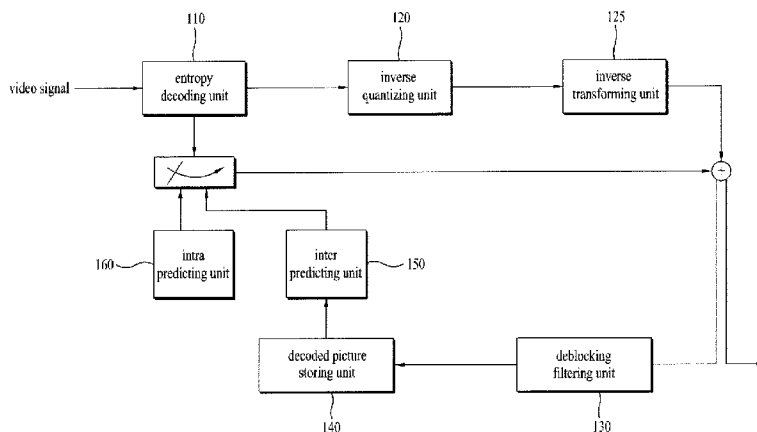 110
120
125
video signal
entropy
decoding unit
inverse
quantizing unit
inverse
transforming unit
+
160
intra
predicting unit
inter
predicting unit
150
decoded picture
storing unit
deblocking
filtering unit
140
130